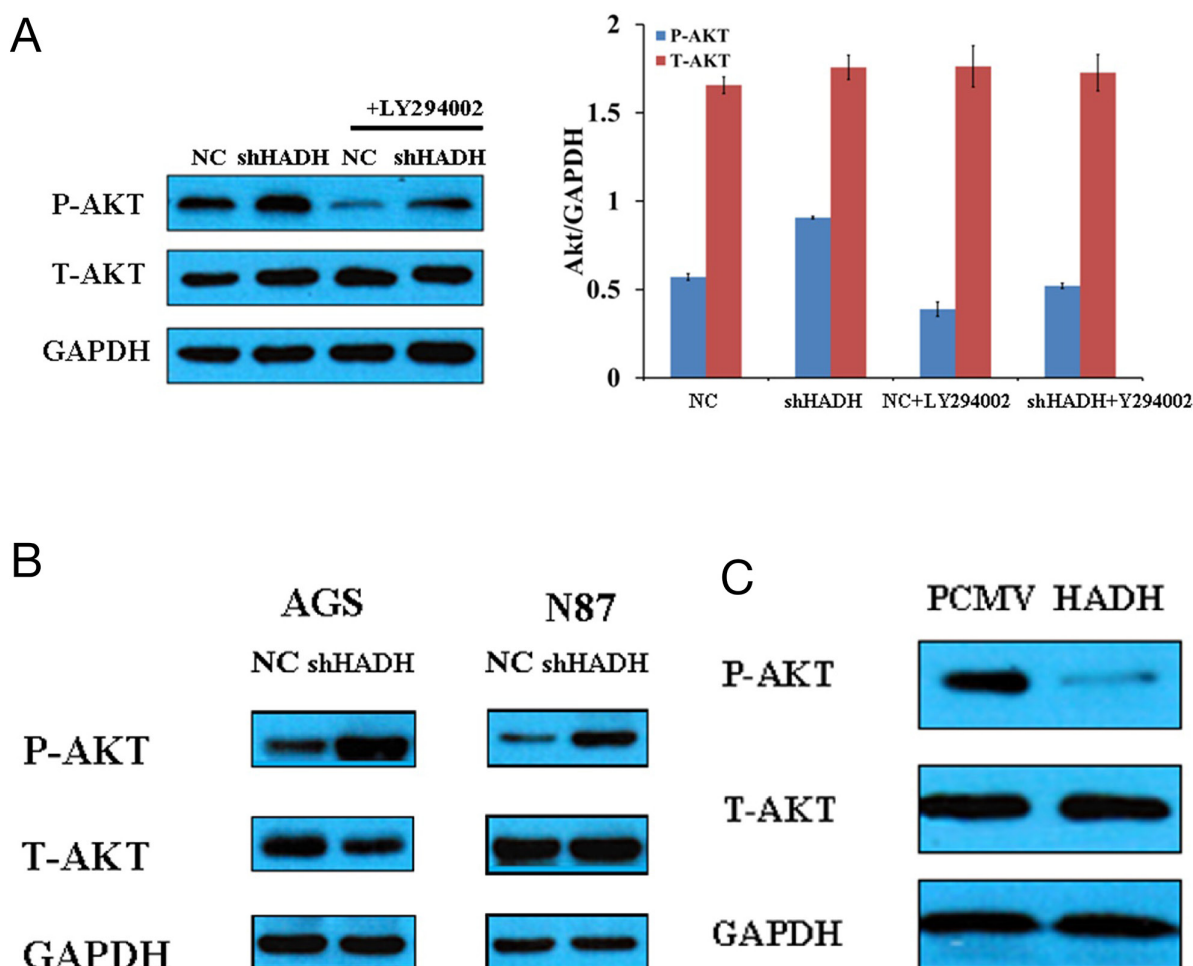 A
+LY294002
NC shHADH NC shHADH
P-AKT
T-AKT
GAPDH
2
1.5
1
0.5
0
Akt/GAPDH
P-AKT
T-AKT
NC shHADH NC+LY294002 shHADH+Y294002
B
AGS N87
NC shHADH NC shHADH
P-AKT
T-AKT
GAPDH
C
PCMV HADH
P-AKT
T-AKT
GAPDH